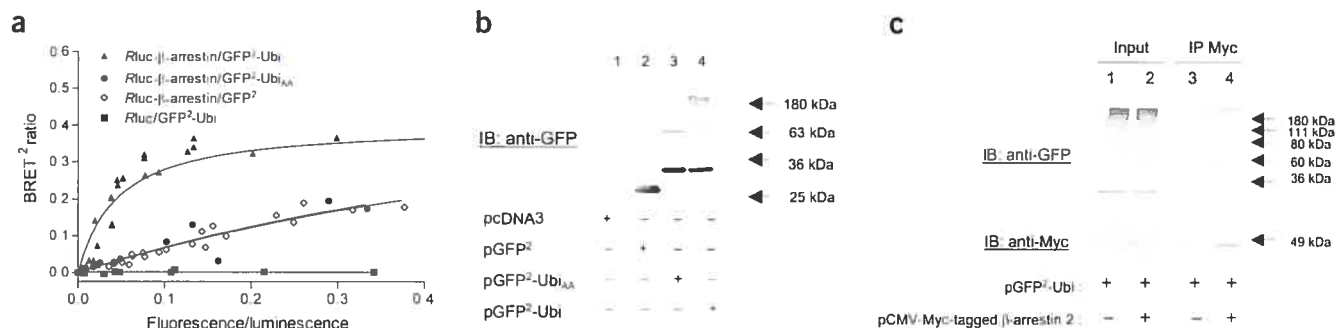 a
0.6
0.5
0.4
0.3
0.2
0.1
0.0
BRET² ratio
Rluc-β-arrestin/GFP²-Ubi
Rluc-β-arrestin/GFP²-Ubi_AA
Rluc-β-arrestin/GFP²
Rluc/GFP²-Ubi
0.0 0.1 0.2 0.3 0.4
Fluorescence/luminescence
b
1 2 3 4
IB: anti-GFP
180 kDa
63 kDa
36 kDa
25 kDa
pcDNA3 + – – –
pGFP² – + – –
pGFP²-Ubi_AA – – + –
pGFP²-Ubi – – – +
c
Input IP Myc
1 2 3 4
IB: anti-GFP
180 kDa
111 kDa
80 kDa
60 kDa
36 kDa
IB: anti-Myc
49 kDa
pGFP²-Ubi + + + +
pCMV-Myc-tagged β-arrestin 2 – + – +